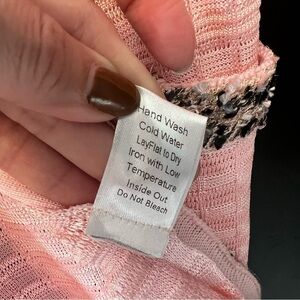 Hand Wash
Cold Water
LayFlat to Dry
Iron with Low
Temperature
Inside Out
Do Not Bleach